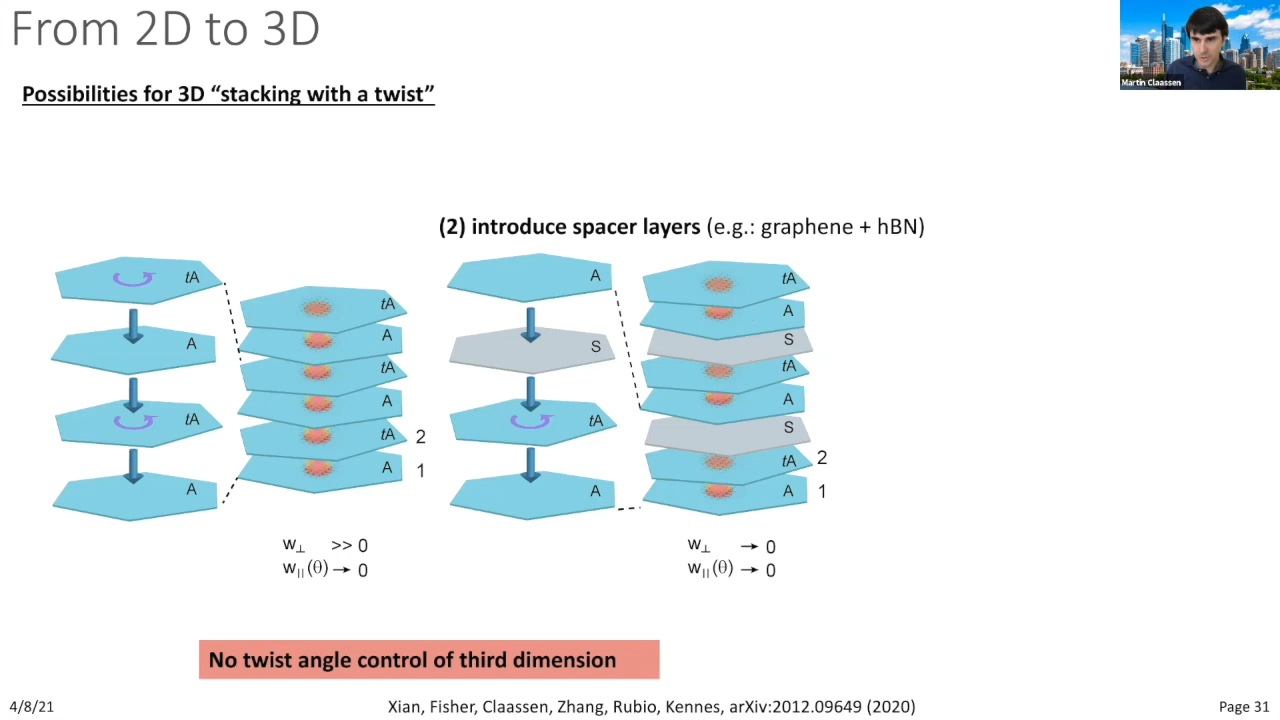 From 2D to 3D
Martin Claassen
Possibilities for 3D “stacking with a twist”
(2) introduce spacer layers (e.g.: graphene + hBN)
tA
A
tA
A
tA
A
tA
A
tA 2
A 1
w⊥ >> 0
w||(θ) → 0
A
S
tA
A
tA
A
S
tA
A
S
tA 2
A 1
w⊥ → 0
w||(θ) → 0
No twist angle control of third dimension
4/8/21
Xian, Fisher, Claassen, Zhang, Rubio, Kennes, arXiv:2012.09649 (2020)
Page 31